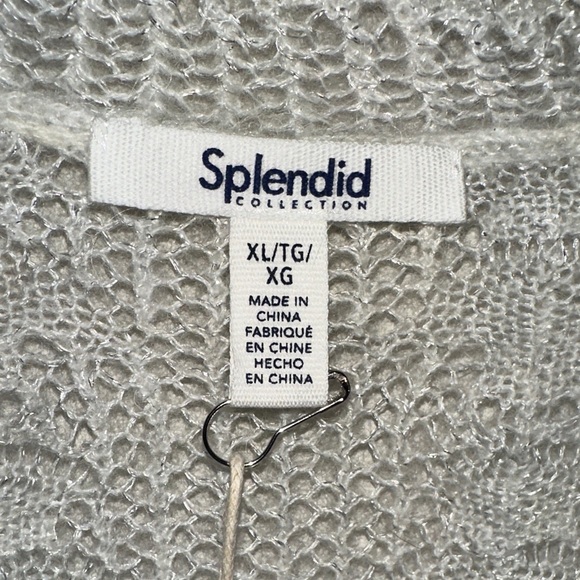 Splendid
COLLECTION
XL/TG/
XG
MADE IN
CHINA
FABRIQUÉ
EN CHINE
HECHO
EN CHINA